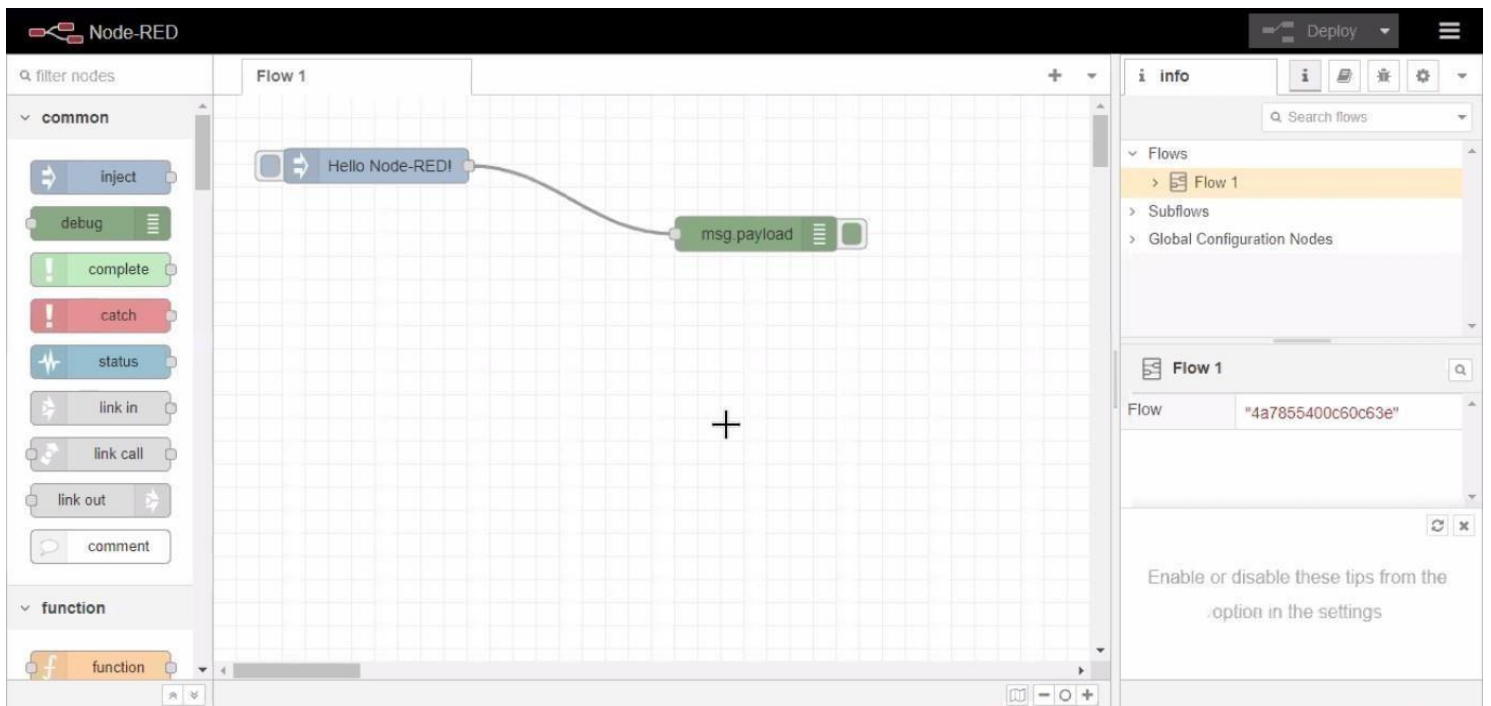 Node-RED
Deploy
filter nodes
Flow 1
info
common
Search flows
Flows
Flow 1
Subflows
Global Configuration Nodes
inject
debug
complete
catch
status
link in
link call
link out
comment
function
function
Hello Node-RED!
msg.payload
Flow 1
Flow
"4a7855400c60c63e"
Enable or disable these tips from the
option in the settings